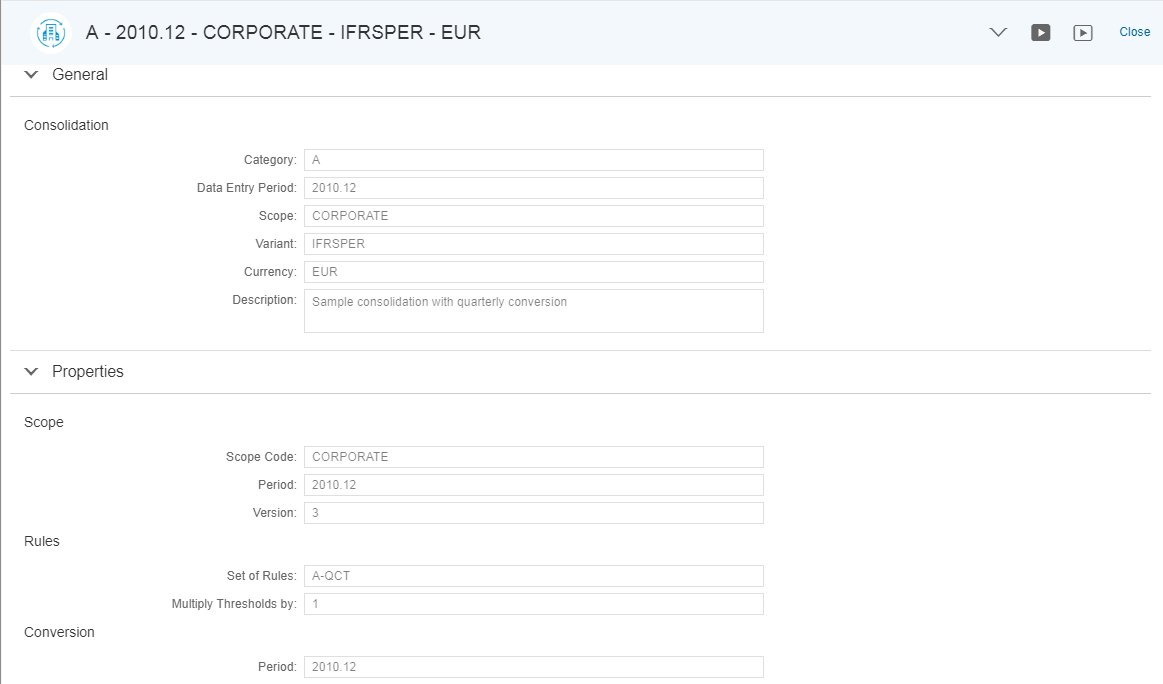 A - 2010.12 - CORPORATE - IFRSPER - EUR
Close
General
Consolidation
Category: A
Data Entry Period: 2010.12
Scope: CORPORATE
Variant: IFRSPER
Currency: EUR
Description: Sample consolidation with quarterly conversion
Properties
Scope
Scope Code: CORPORATE
Period: 2010.12
Version: 3
Rules
Set of Rules: A-QCT
Multiply Thresholds by: 1
Conversion
Period: 2010.12